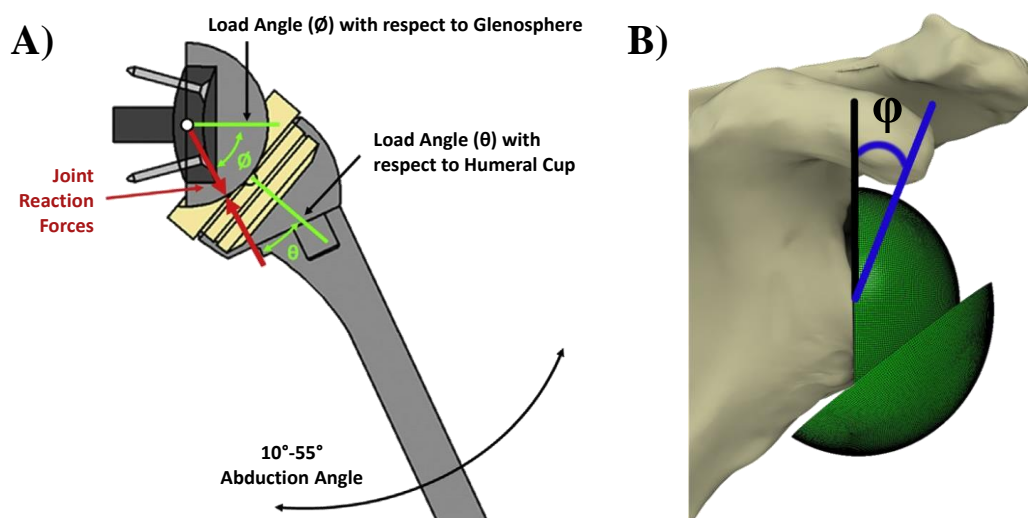 A)
Load Angle (Ø) with respect to Glenosphere
Load Angle (θ) with
respect to Humeral Cup
Ø
Joint
Reaction
Forces
θ
10°-55°
Abduction Angle
B)
φ